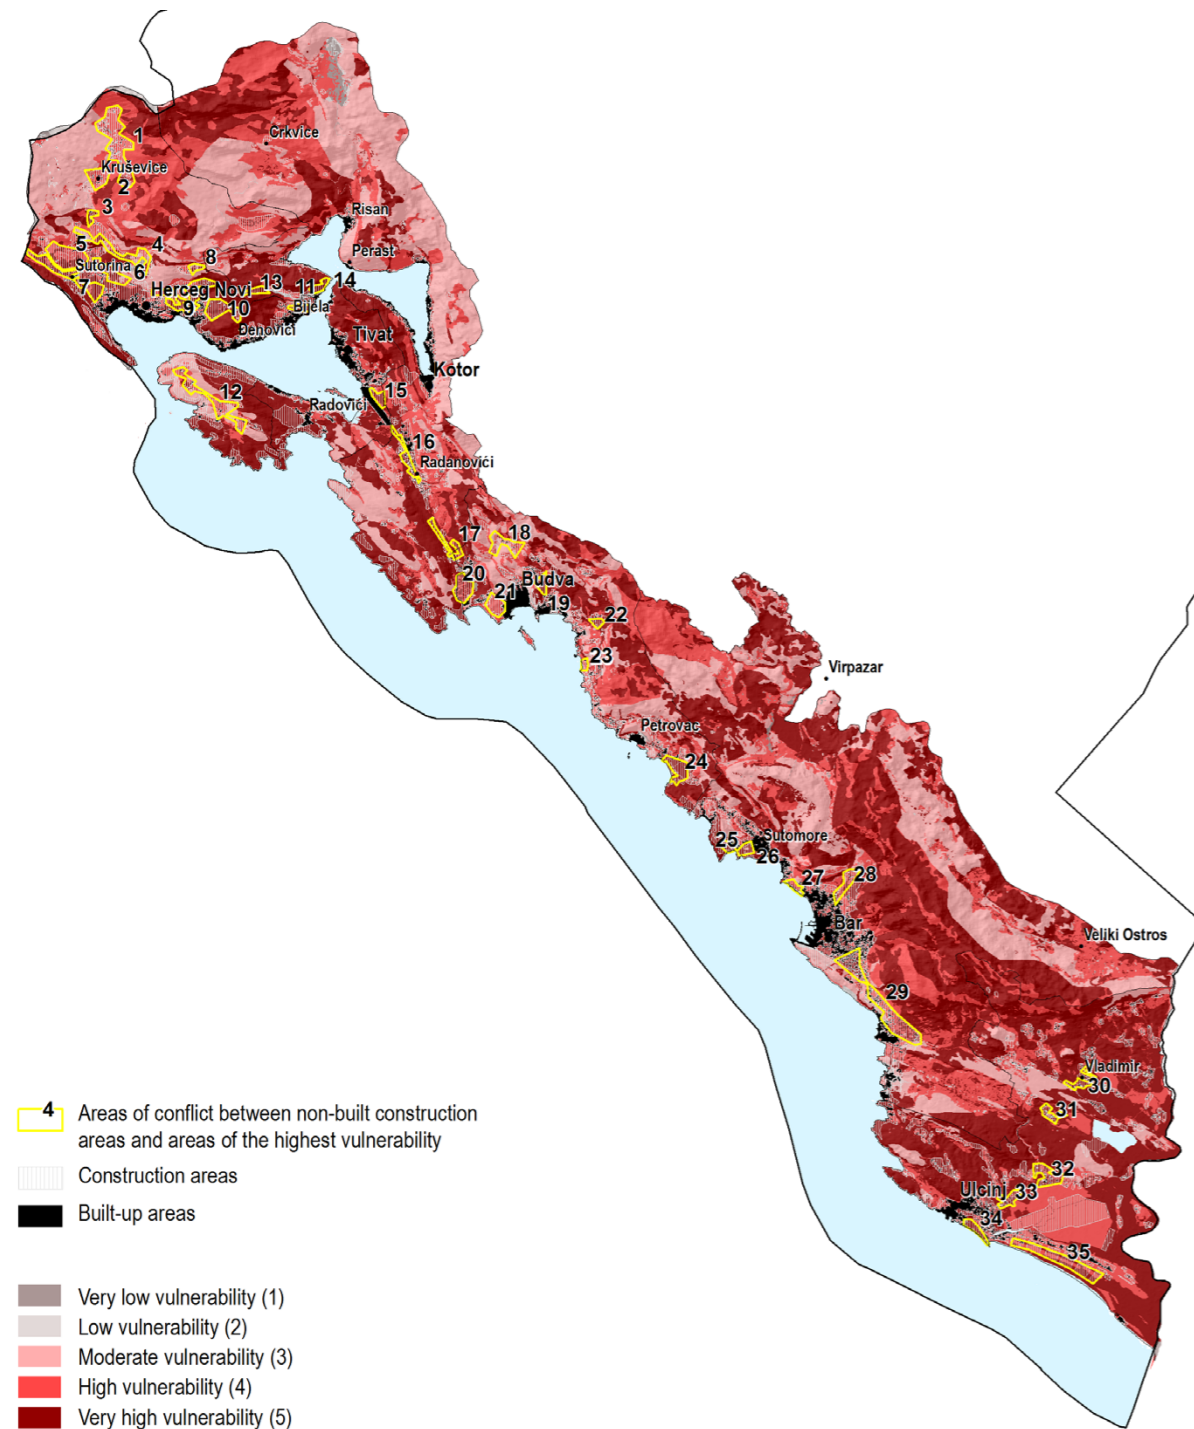 1
Crkvice
Kruševice
2
3
Risan
4
5
Perast
8
Sutorina
6
7
Herceg Novi
13
11
14
9
10
Bijela
Đenovići
Tivat
Kotor
12
15
Radovići
16
Radanovići
17
18
20
Budva
21
19
22
23
Virpazar
Petrovac
24
25
Sutomore
26
27
28
Bar
Veliki Ostros
29
Vladimir
30
31
32
Ulcinj
33
34
35
4
Areas of conflict between non-built construction
areas and areas of the highest vulnerability
Construction areas
Built-up areas
Very low vulnerability (1)
Low vulnerability (2)
Moderate vulnerability (3)
High vulnerability (4)
Very high vulnerability (5)